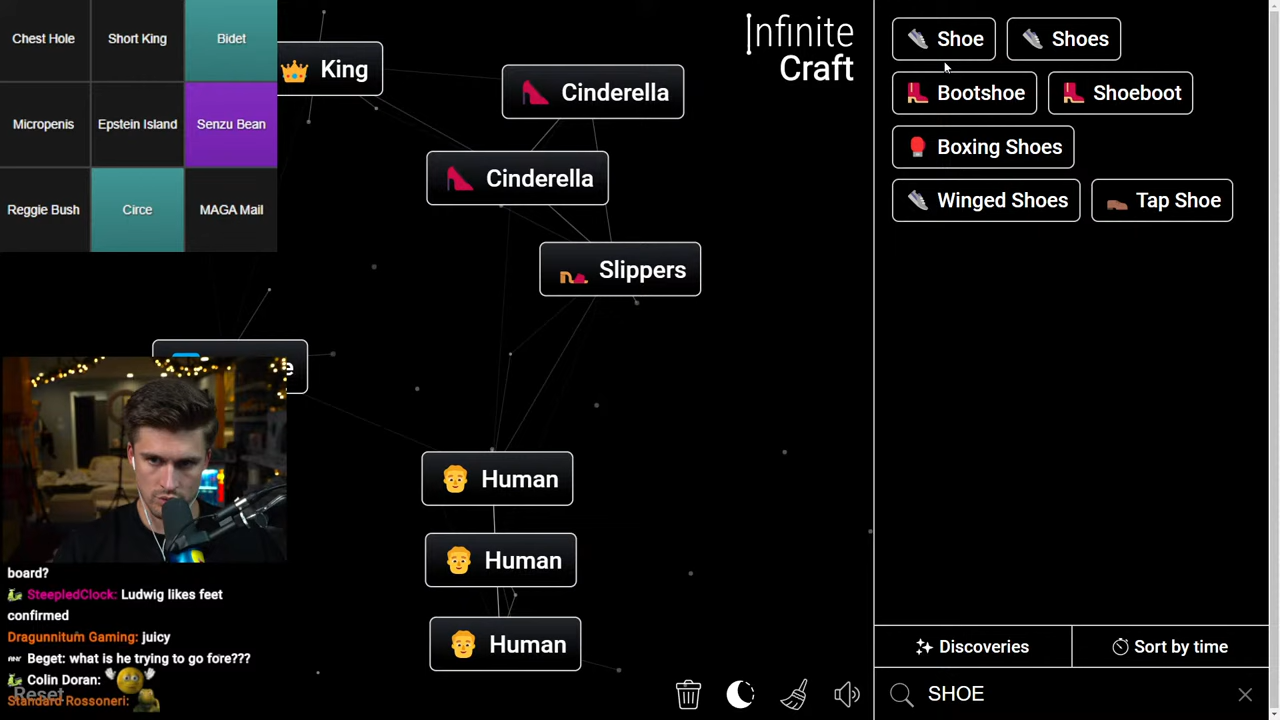 Chest Hole
Short King
Bidet
Micropenis
Epstein Island
Senzu Bean
Reggie Bush
Circe
MAGA Mail
King
Cinderella
Cinderella
Slippers
Human
Human
Human
Infinite
Craft
Shoe
Shoes
Bootshoe
Shoeboot
Boxing Shoes
Winged Shoes
Tap Shoe
board?
SteepledClock: Ludwig likes feet
confirmed
Dragunnitum Gaming: juicy
Beget: what is he trying to go fore???
Colin Doran:
Standard Rossoneri:
Reset
Discoveries
Sort by time
SHOE